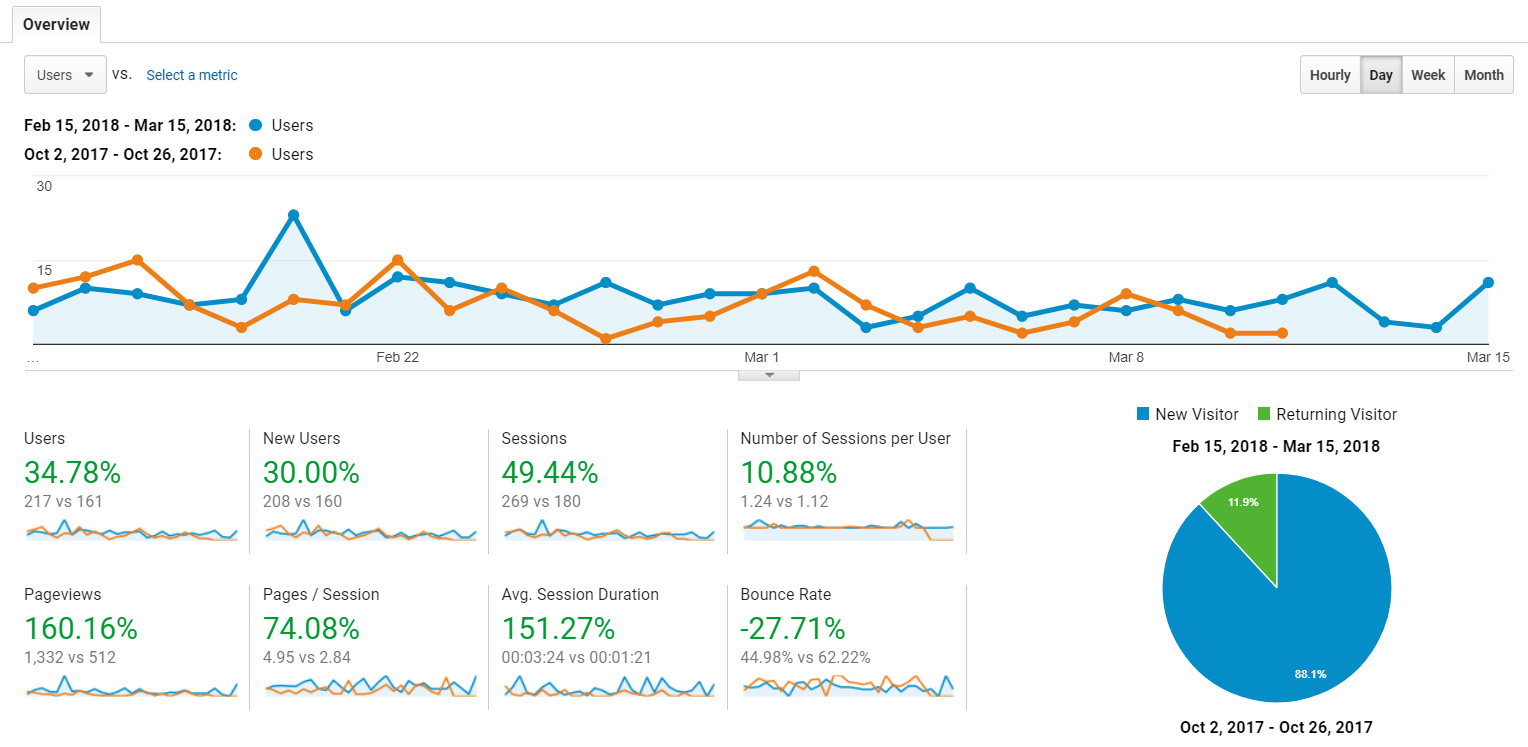 Overview
Users vs. Select a metric Hourly Day Week Month
Feb 15, 2018 - Mar 15, 2018: Users
Oct 2, 2017 - Oct 26, 2017: Users
30
15
... Feb 22 Mar 1 Mar 8 Mar 15
New Visitor Returning Visitor
Feb 15, 2018 - Mar 15, 2018
11.9%
88.1%
Oct 2, 2017 - Oct 26, 2017
Users
34.78%
217 vs 161
New Users
30.00%
208 vs 160
Sessions
49.44%
269 vs 180
Number of Sessions per User
10.88%
1.24 vs 1.12
Pageviews
160.16%
1,332 vs 512
Pages / Session
74.08%
4.95 vs 2.84
Avg. Session Duration
151.27%
00:03:24 vs 00:01:21
Bounce Rate
-27.71%
44.98% vs 62.22%